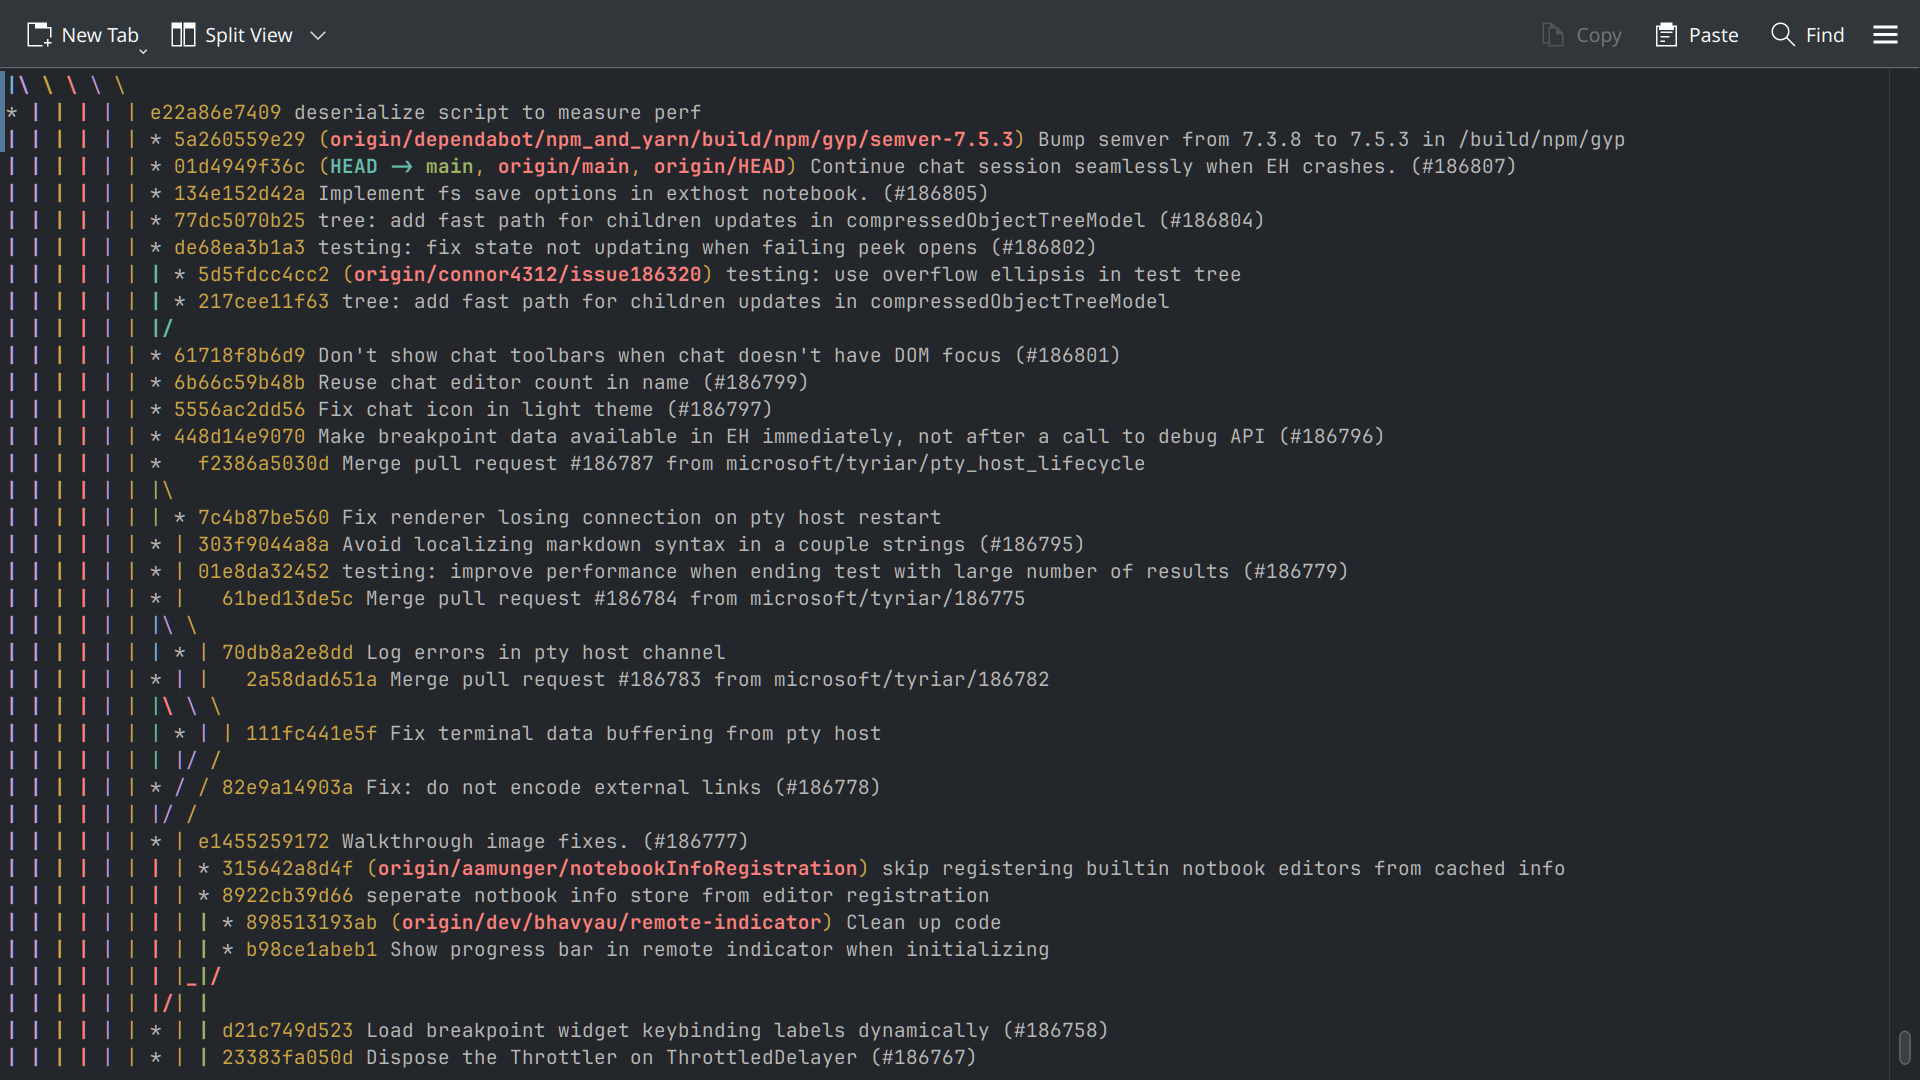 New Tab Split View Copy Paste Find
|\ \ \ \ \
* | | | | | e22a86e7409 deserialize script to measure perf
| | | | | | * 5a260559e29 (origin/dependabot/npm_and_yarn/build/npm/gyp/semver-7.5.3) Bump semver from 7.3.8 to 7.5.3 in /build/npm/gyp
| | | | | | * 01d4949f36c (HEAD -> main, origin/main, origin/HEAD) Continue chat session seamlessly when EH crashes. (#186807)
| | | | | | * 134e152d42a Implement fs save options in exthost notebook. (#186805)
| | | | | | * 77dc5070b25 tree: add fast path for children updates in compressedObjectTreeModel (#186804)
| | | | | | * de68ea3b1a3 testing: fix state not updating when failing peek opens (#186802)
| | | | | | | * 5d5fdcc4cc2 (origin/connor4312/issue186320) testing: use overflow ellipsis in test tree
| | | | | | | * 217cee11f63 tree: add fast path for children updates in compressedObjectTreeModel
| | | | | | |/
| | | | | | * 61718f8b6d9 Don't show chat toolbars when chat doesn't have DOM focus (#186801)
| | | | | | * 6b66c59b48b Reuse chat editor count in name (#186799)
| | | | | | * 5556ac2dd56 Fix chat icon in light theme (#186797)
| | | | | | * 448d14e9070 Make breakpoint data available in EH immediately, not after a call to debug API (#186796)
| | | | | | *   f2386a5030d Merge pull request #186787 from microsoft/tyriar/pty_host_lifecycle
| | | | | | |\
| | | | | | | * 7c4b87be560 Fix renderer losing connection on pty host restart
| | | | | | * | 303f9044a8a Avoid localizing markdown syntax in a couple strings (#186795)
| | | | | | * | 01e8da32452 testing: improve performance when ending test with large number of results (#186779)
| | | | | | * |   61bed13de5c Merge pull request #186784 from microsoft/tyriar/186775
| | | | | | |\ \
| | | | | | | * | 70db8a2e8dd Log errors in pty host channel
| | | | | | * | |   2a58dad651a Merge pull request #186783 from microsoft/tyriar/186782
| | | | | | |\ \ \
| | | | | | | * | | 111fc441e5f Fix terminal data buffering from pty host
| | | | | | | |/ /
| | | | | | * / / 82e9a14903a Fix: do not encode external links (#186778)
| | | | | | |/ /
| | | | | | * | e1455259172 Walkthrough image fixes. (#186777)
| | | | | | | | * 315642a8d4f (origin/aamunger/notebookInfoRegistration) skip registering builtin notbook editors from cached info
| | | | | | | | * 8922cb39d66 seperate notbook info store from editor registration
| | | | | | | | | * 898513193ab (origin/dev/bhavyau/remote-indicator) Clean up code
| | | | | | | | | * b98ce1abeb1 Show progress bar in remote indicator when initializing
| | | | | | | |_|/
| | | | | | |/| |
| | | | | | * | | d21c749d523 Load breakpoint widget keybinding labels dynamically (#186758)
| | | | | | * | | 23383fa050d Dispose the Throttler on ThrottledDelayer (#186767)